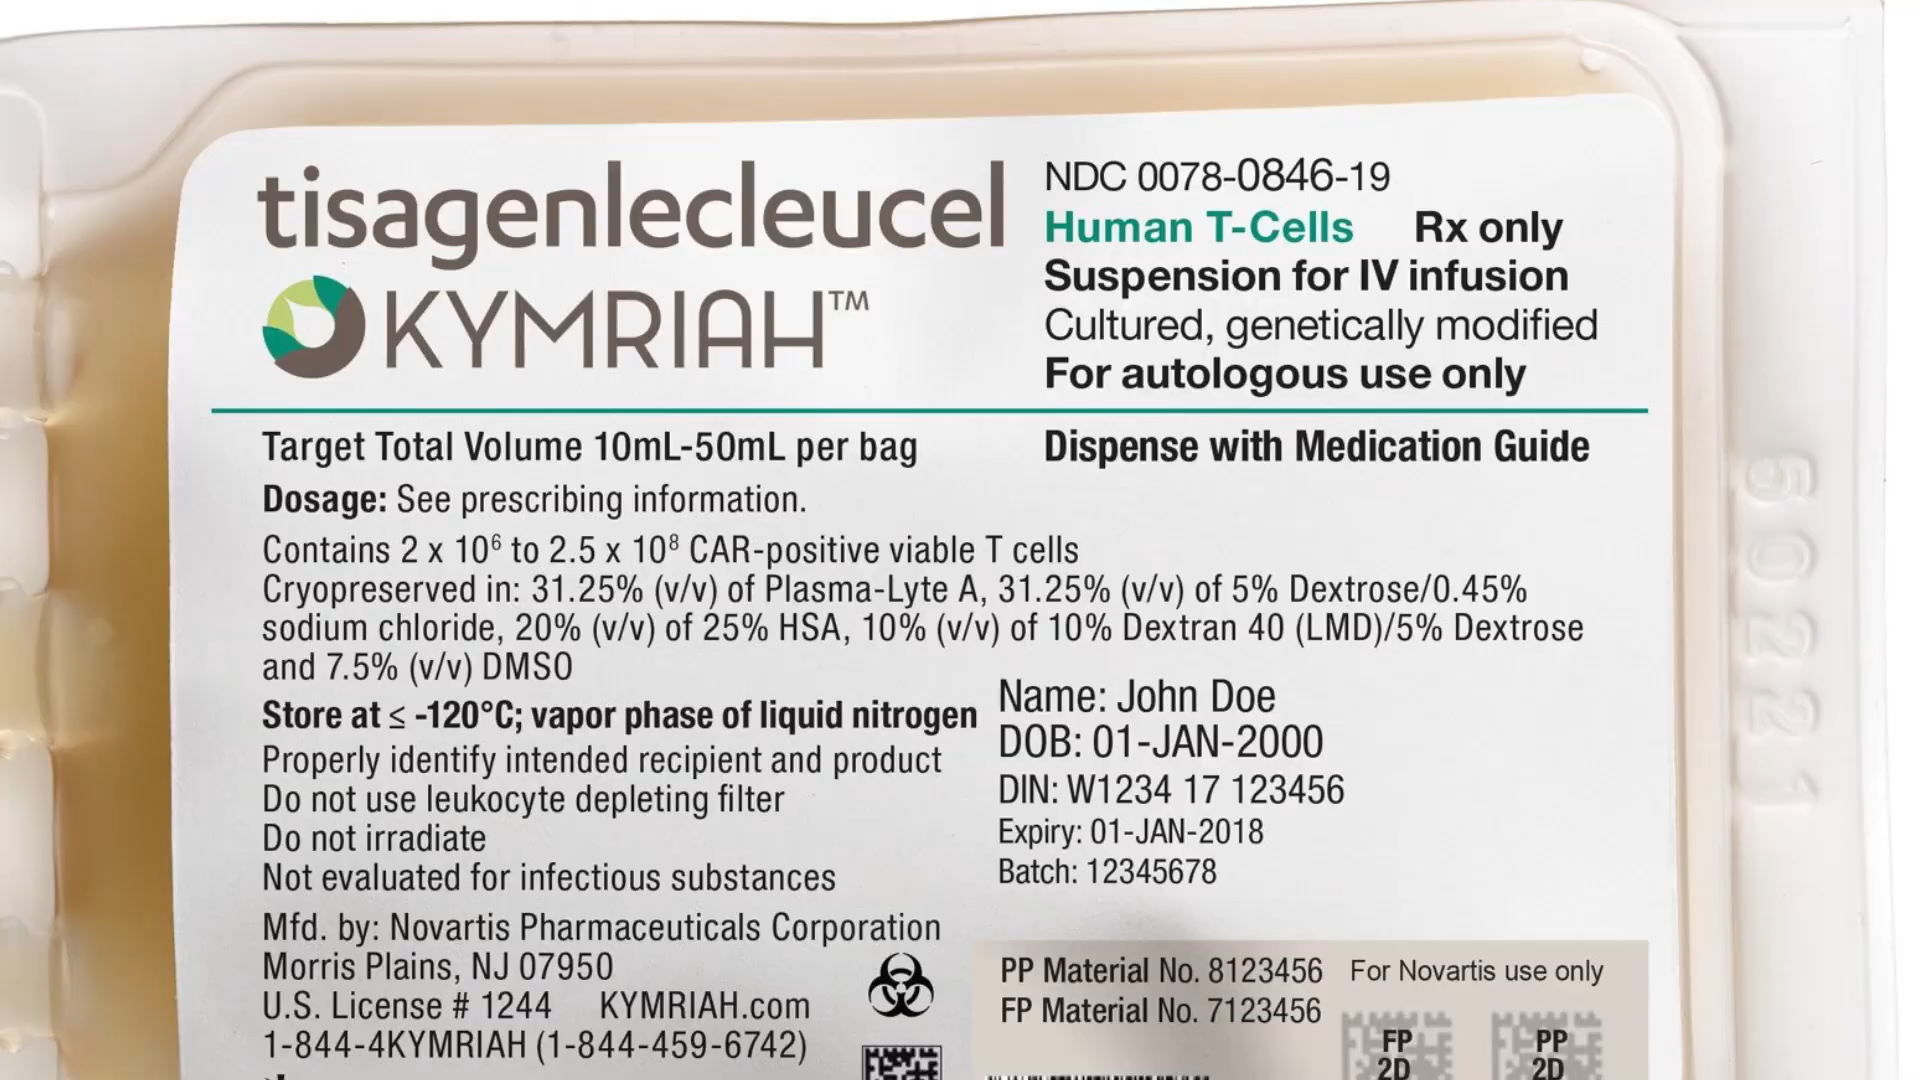 tisagenlecleucel
KYMRIAH™
NDC 0078-0846-19
Human T-Cells Rx only
Suspension for IV infusion
Cultured, genetically modified
For autologous use only
Target Total Volume 10mL-50mL per bag
Dispense with Medication Guide
Dosage: See prescribing information.
Contains 2 x 10⁶ to 2.5 x 10⁸ CAR-positive viable T cells
Cryopreserved in: 31.25% (v/v) of Plasma-Lyte A, 31.25% (v/v) of 5% Dextrose/0.45%
sodium chloride, 20% (v/v) of 25% HSA, 10% (v/v) of 10% Dextran 40 (LMD)/5% Dextrose
and 7.5% (v/v) DMSO
Store at ≤ -120°C; vapor phase of liquid nitrogen
Properly identify intended recipient and product
Do not use leukocyte depleting filter
Do not irradiate
Not evaluated for infectious substances
Name: John Doe
DOB: 01-JAN-2000
DIN: W1234 17 123456
Expiry: 01-JAN-2018
Batch: 12345678
Mfd. by: Novartis Pharmaceuticals Corporation
Morris Plains, NJ 07950
U.S. License # 1244 KYMRIAH.com
1-844-4KYMRIAH (1-844-459-6742)
PP Material No. 8123456 For Novartis use only
FP Material No. 7123456
FP
2D
PP
2D